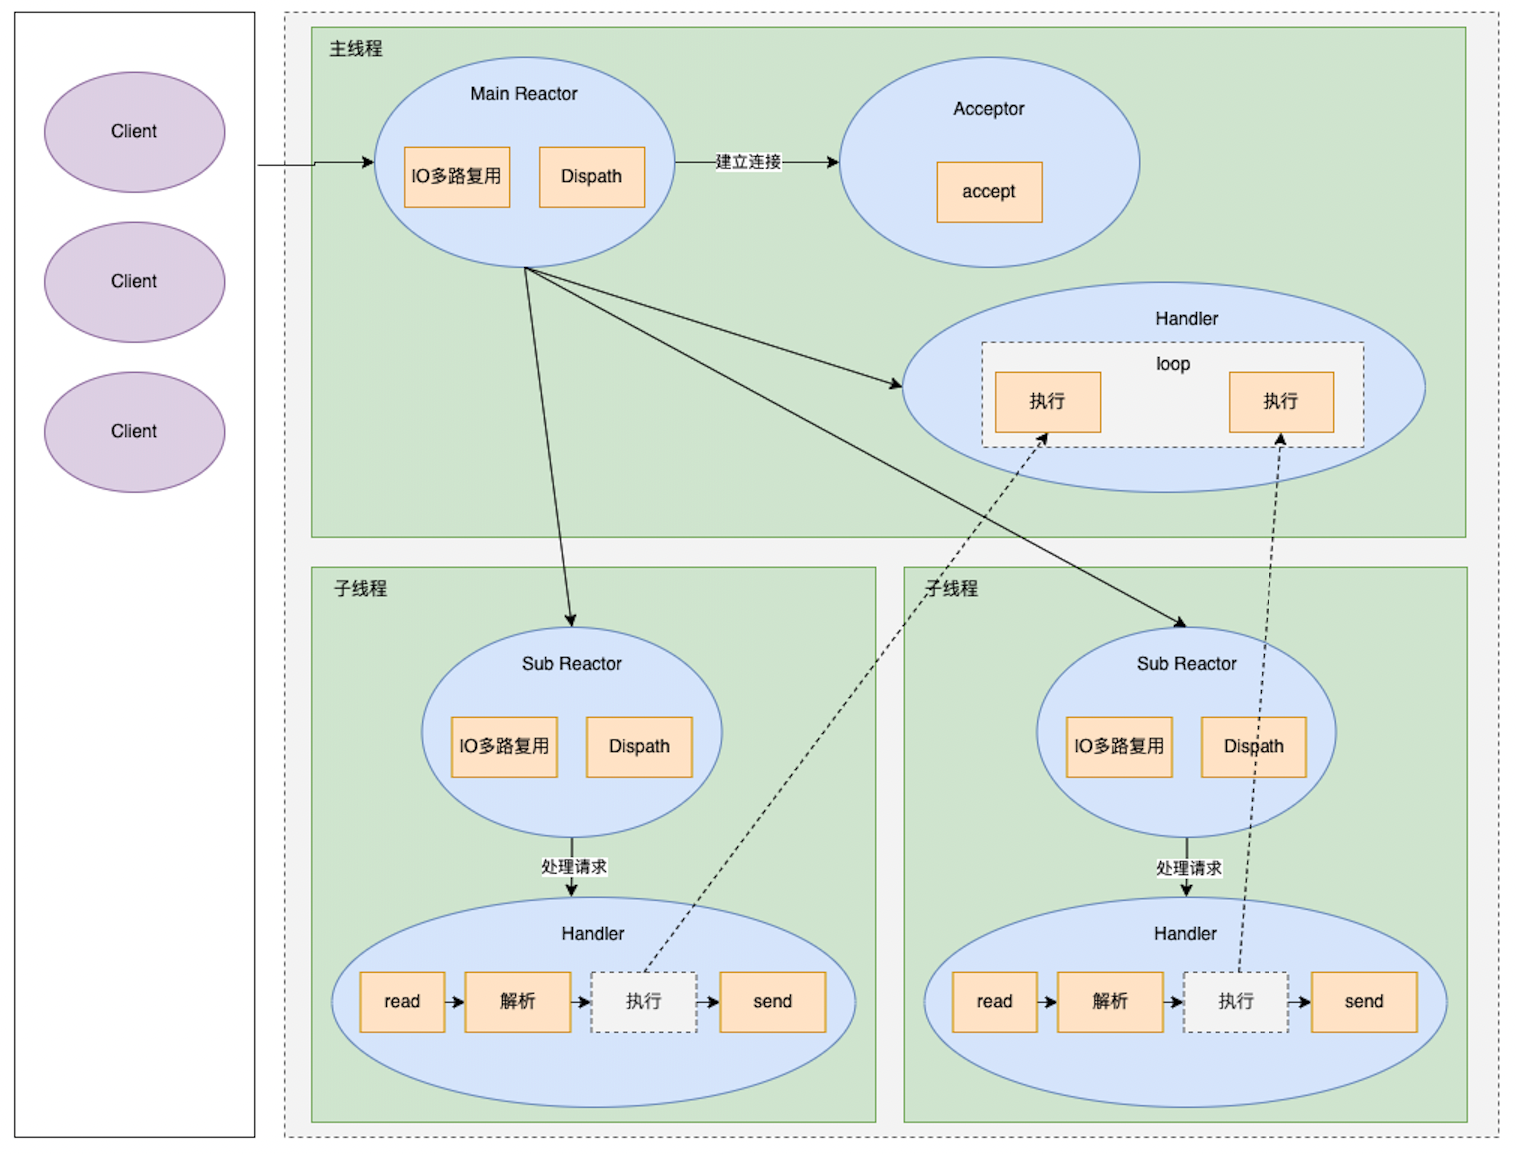 Client
Client
Client
主线程
Main Reactor
IO多路复用
Dispath
建立连接
Acceptor
accept
Handler
loop
执行
执行
子线程
Sub Reactor
IO多路复用
Dispath
处理请求
Handler
read
解析
执行
send
子线程
Sub Reactor
IO多路复用
Dispath
处理请求
Handler
read
解析
执行
send